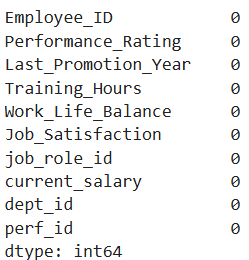 Employee_ID 0
Performance_Rating 0
Last_Promotion_Year 0
Training_Hours 0
Work_Life_Balance 0
Job_Satisfaction 0
job_role_id 0
current_salary 0
dept_id 0
perf_id 0
dtype: int64